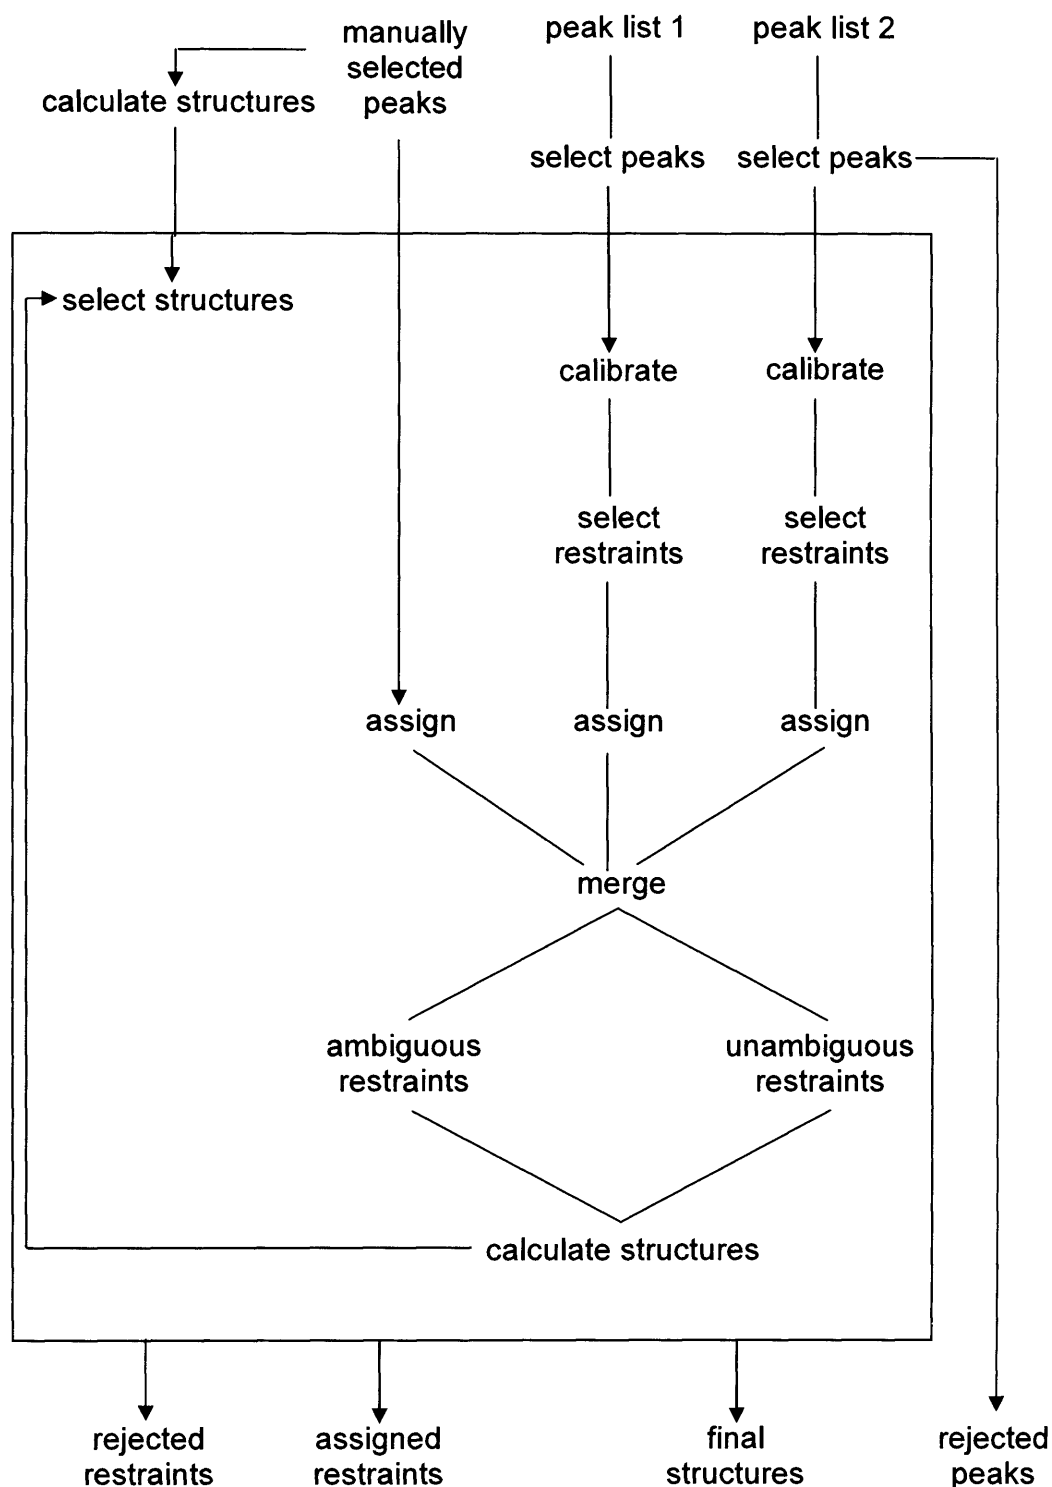 manually
selected
peaks
peak list 1
peak list 2
calculate structures
select peaks
select peaks
select structures
calibrate
calibrate
select
restraints
select
restraints
assign
assign
assign
merge
ambiguous
restraints
unambiguous
restraints
calculate structures
rejected
restraints
assigned
restraints
final
structures
rejected
peaks